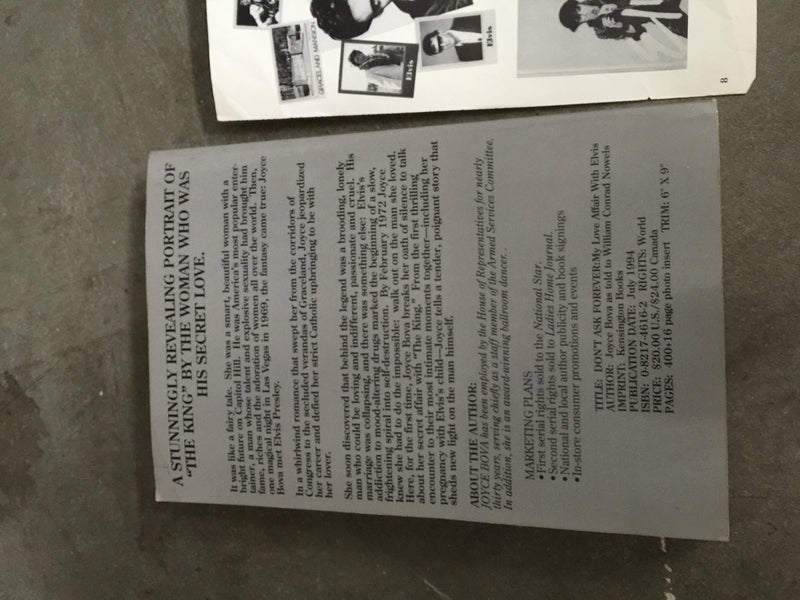 A STUNNINGLY REVEALING PORTRAIT OF
"THE KING" BY THE WOMAN WHO WAS
HIS SECRET LOVE.
It was like a fairy tale. She was a smart, beautiful woman with a
bright future on Capitol Hill. He was America's most popular enter-
tainer, a man whose talent and explosive sexuality had brought him
fame, riches and the adoration of women all over the world. Then,
one magical night in Las Vegas in 1969, the fantasy came true: Joyce
Bova met Elvis Presley.
In a whirlwind romance that swept her from the corridors of
Congress to the secluded verandas of Graceland, Joyce jeopardized
her career and defied her strict Catholic upbringing to be with
her lover.
She soon discovered that behind the legend was a brooding, lonely
man who could be loving and indifferent, passionate and cruel. His
marriage was collapsing, and there was something else: Elvis's
addiction to mood-altering drugs marked the beginning of a slow,
frightening spiral into self-destruction. By February 1972 Joyce
knew she had to do the impossible: walk out on the man she loved.
Here, for the first time, Joyce Bova breaks her oath of silence to talk
about her secret affair with "The King." From the first thrilling
encounter to their most intimate moments together—including her
pregnancy with Elvis's child—Joyce tells a tender, poignant story that
sheds new light on the man himself.
ABOUT THE AUTHOR:
JOYCE BOVA has been employed by the House of Representatives for nearly
thirty years, serving chiefly as a staff member of the Armed Services Committee.
In addition, she is an award-winning ballroom dancer. .
MARKETING PLANS
• First serial rights sold to the National Star.
• Second serial rights sold to Ladies Home Journal.
• National and local author publicity and book signings
• In-store consumer promotions and events
TITLE: DON'T ASK FOREVER: My Love Affair With Elvis
AUTHOR: Joyce Bova as told to William Conrad Nowels
IMPRINT: Kensington Books
PUBLICATION DATE: July 1994
ISBN: 0-8217-4616-2 RIGHTS: World
PRICE: $20.00 U.S./$24.00 Canada
PAGES: 400+16 page photo insert TRIM: 6" X 9"
GRACELAND MANSION
Elvis
Elvis
8